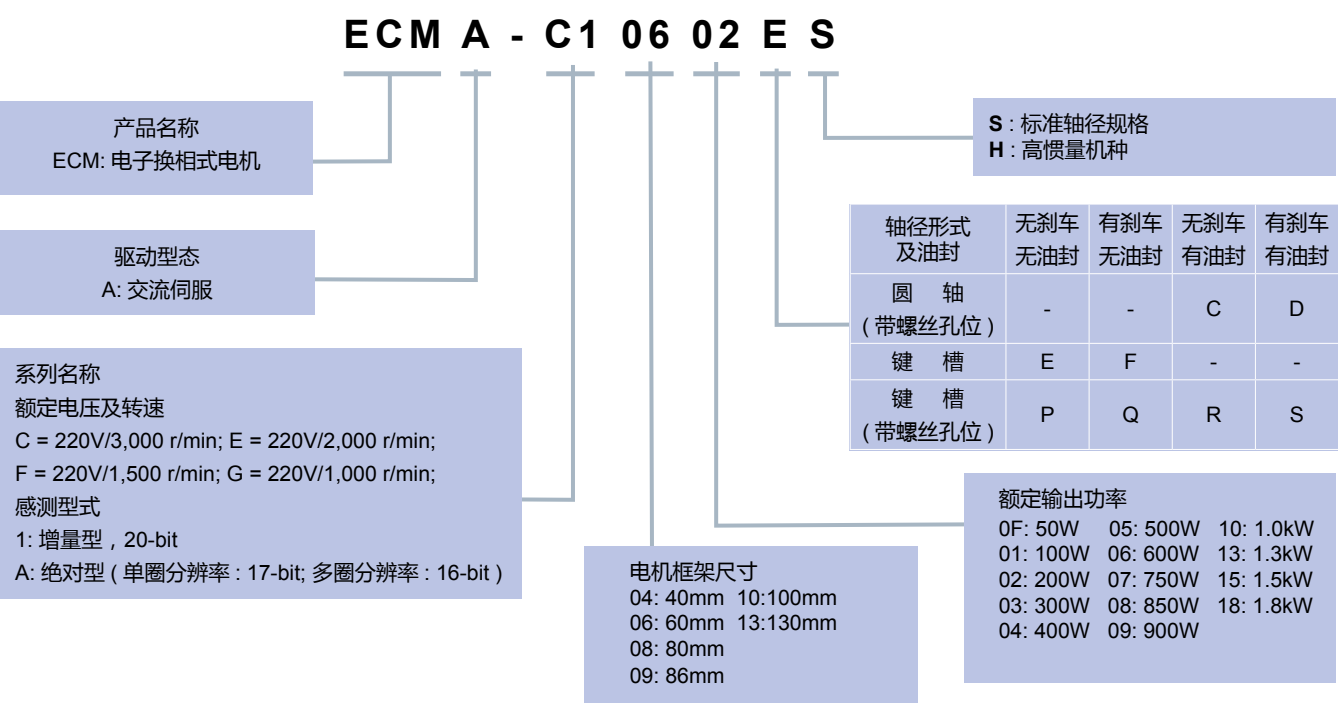 ECMA-C10602ES
产品名称
ECM: 电子换相式电机
驱动型态
A: 交流伺服
系列名称
额定电压及转速
C = 220V/3,000 r/min; E = 220V/2,000 r/min;
F = 220V/1,500 r/min; G = 220V/1,000 r/min;
感测型式
1: 增量型，20-bit
A: 绝对型 ( 单圈分辨率 : 17-bit; 多圈分辨率 : 16-bit )
电机框架尺寸
04: 40mm 10:100mm
06: 60mm 13:130mm
08: 80mm
09: 86mm
额定输出功率
0F: 50W 05: 500W 10: 1.0kW
01: 100W 06: 600W 13: 1.3kW
02: 200W 07: 750W 15: 1.5kW
03: 300W 08: 850W 18: 1.8kW
04: 400W 09: 900W
轴径形式 无刹车 有刹车 无刹车 有刹车
及油封 无油封 无油封 有油封 有油封
圆 轴
( 带螺丝孔位 ) - - C D
键 槽 E F - -
键 槽
( 带螺丝孔位 ) P Q R S
S : 标准轴径规格
H : 高惯量机种